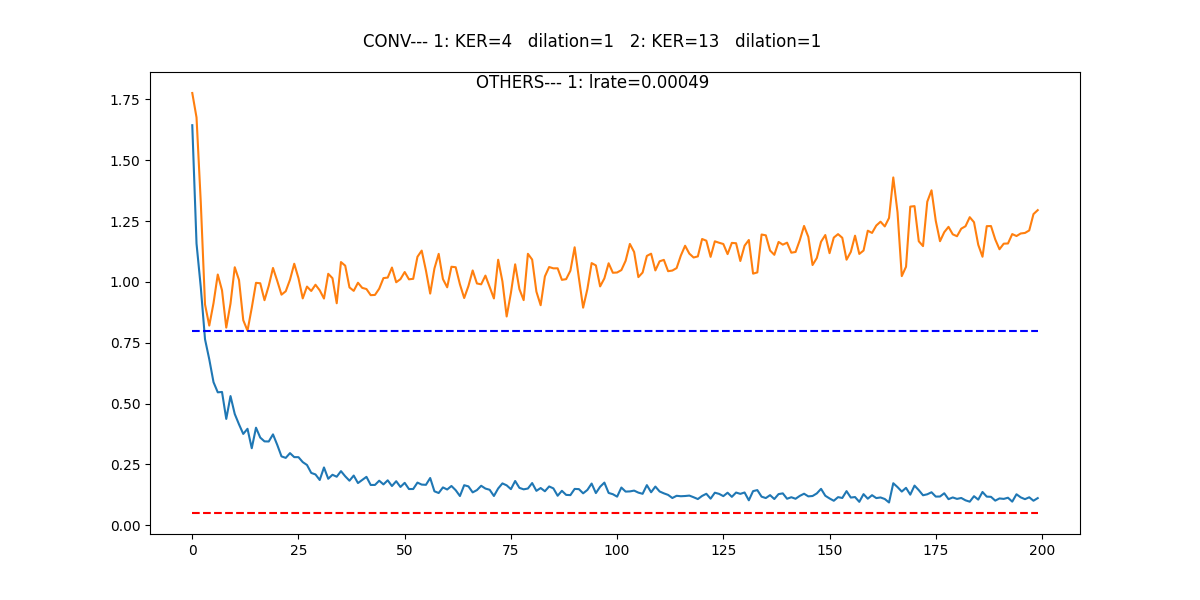 CONV--- 1: KER=4   dilation=1   2: KER=13   dilation=1
OTHERS--- 1: lrate=0.00049
1.75
1.50
1.25
1.00
0.75
0.50
0.25
0.00
0 25 50 75 100 125 150 175 200